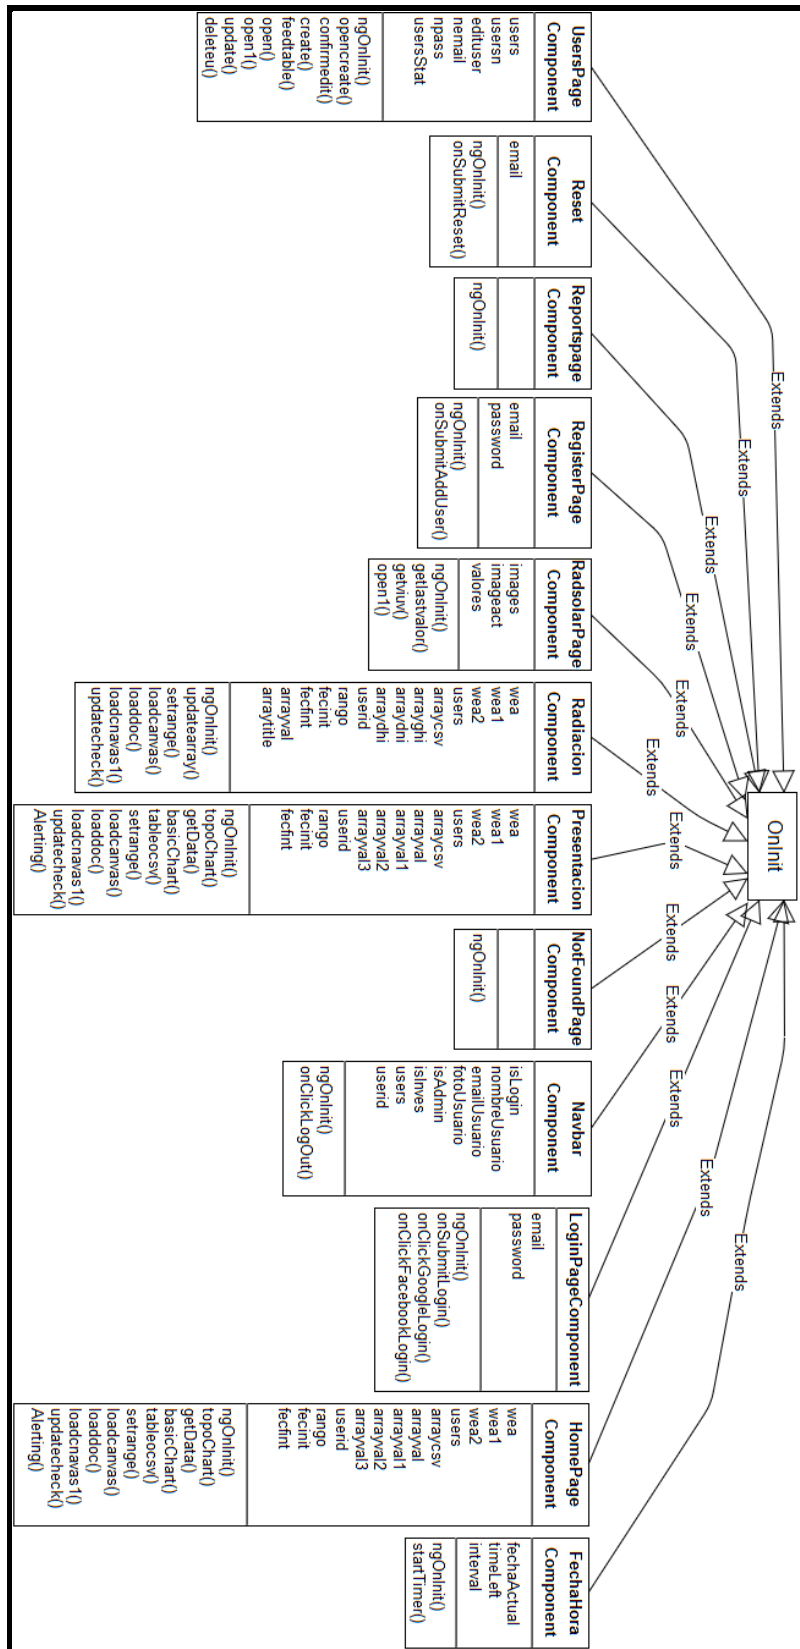 OnInit
Extends
Extends
Extends
Extends
Extends
Extends
Extends
Extends
Extends
Extends
Extends
Extends
UsersPage
Component
users
usersn
edituser
nemail
npass
usersStat
ngOnInit()
opencreate()
confirmedit()
create()
feedtable()
open()
open1()
update()
deleteu()
Reset
Component
email
ngOnInit()
onSubmitReset()
Reportspage
Component
ngOnInit()
RegisterPage
Component
email
password
ngOnInit()
onSubmitAddUser()
RadsolarPage
Component
images
imageact
valores
ngOnInit()
getlastvalor()
getviuv()
open1()
Radiacion
Component
wea
wea1
wea2
users
arraycsv
arrayghi
arraydni
arraydhi
userid
rango
fecinit
fecfint
arrayval
arraytitle
ngOnInit()
updatearray()
setrange()
loadcanvas()
loaddoc()
loadcnavas1()
updatecheck()
Presentacion
Component
wea
wea1
wea2
users
arraycsv
arrayval
arrayval1
arrayval2
arrayval3
userid
rango
fecinit
fecfint
ngOnInit()
topoChart()
getData()
basicChart()
tableocsv()
setrange()
loadcanvas()
loaddoc()
loadcnavas1()
updatecheck()
Alerting()
NotFoundPage
Component
ngOnInit()
Navbar
Component
isLogin
nombreUsuario
emailUsuario
fotoUsuario
isAdmin
isInves
users
userid
ngOnInit()
onClickLogOut()
LoginPageComponent
email
password
ngOnInit()
onSubmitLogin()
onClickGoogleLogin()
onClickFacebookLogin()
HomePage
Component
wea
wea1
wea2
users
arraycsv
arrayval
arrayval1
arrayval2
arrayval3
userid
rango
fecinit
fecfint
ngOnInit()
topoChart()
getData()
basicChart()
tableocsv()
setrange()
loadcanvas()
loaddoc()
loadcnavas1()
updatecheck()
Alerting()
FechaHora
Component
fechaActual
timeLeft
interval
ngOnInit()
startTimer()